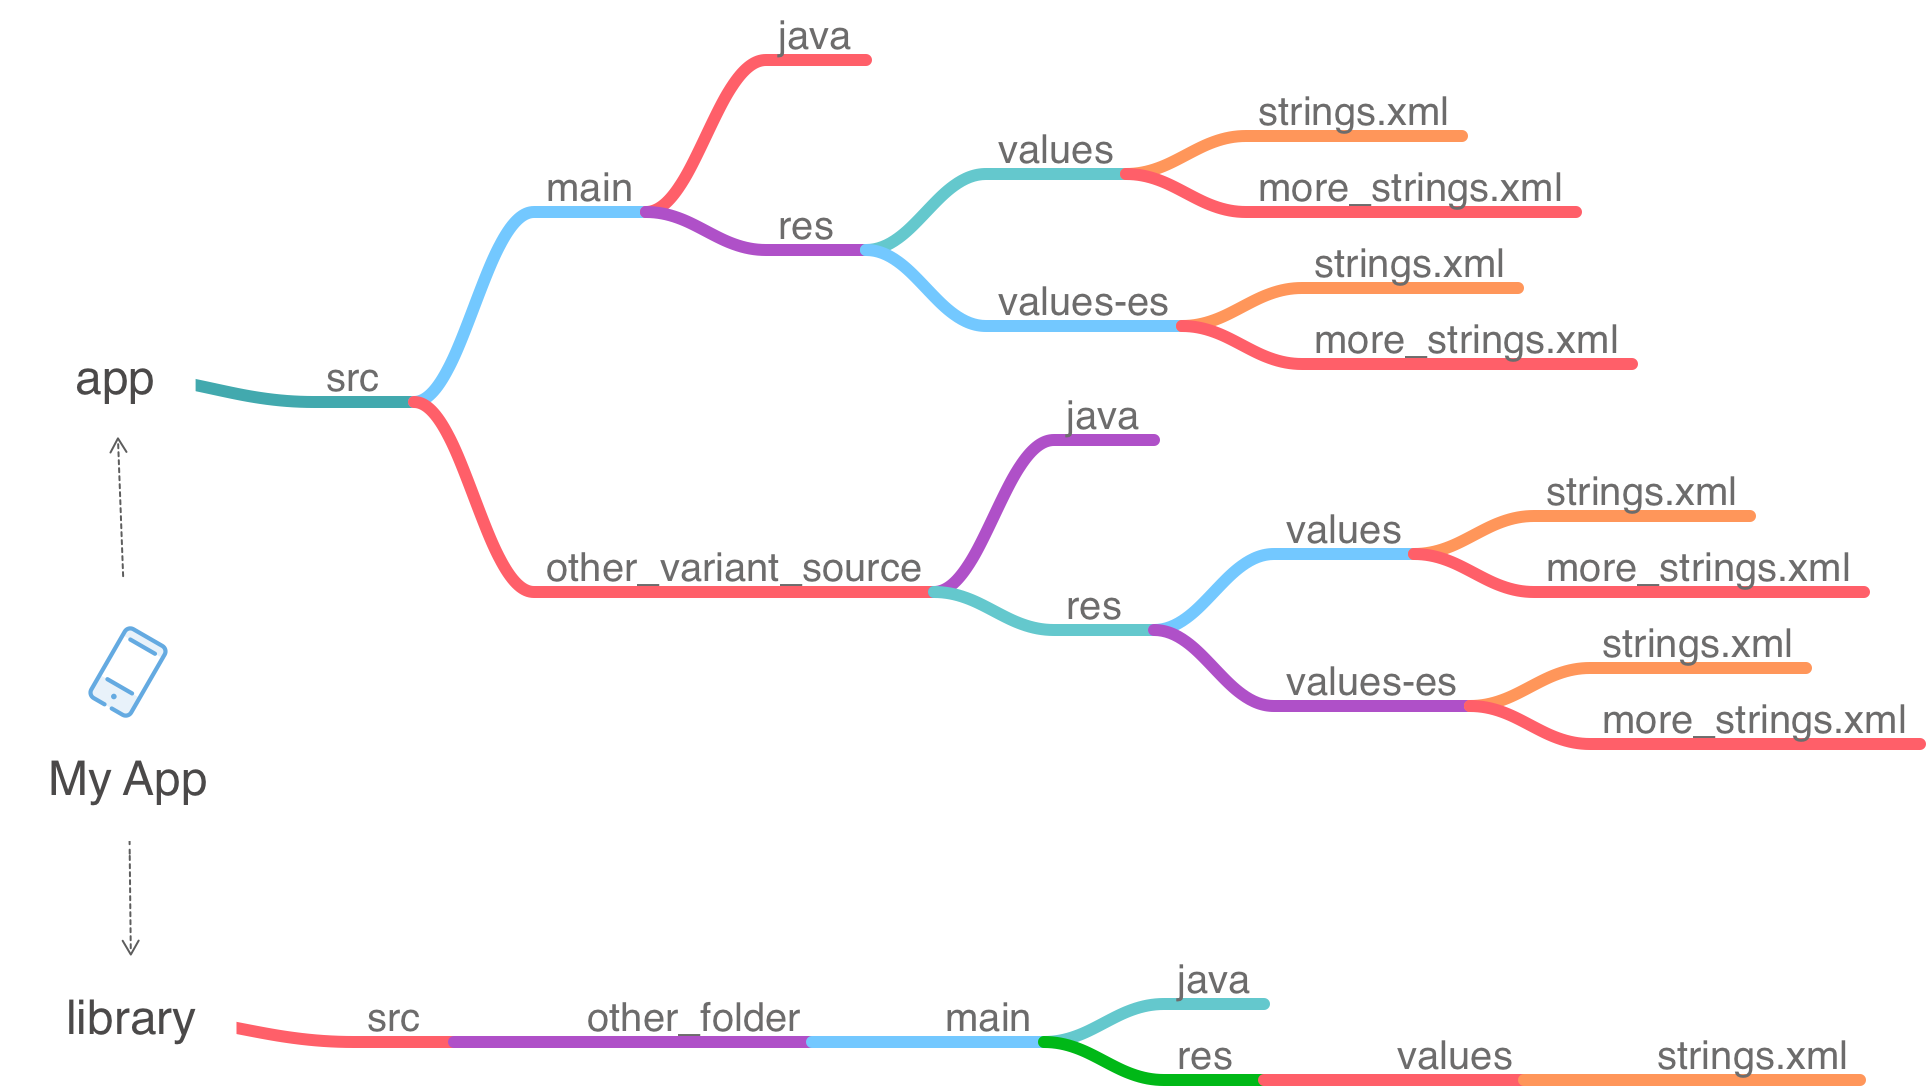 java
strings.xml
values
more_strings.xml
main
res
strings.xml
values-es
more_strings.xml
app
src
java
strings.xml
values
other_variant_source
more_strings.xml
res
strings.xml
values-es
more_strings.xml
My App
java
library
src
other_folder
main
res
values
strings.xml